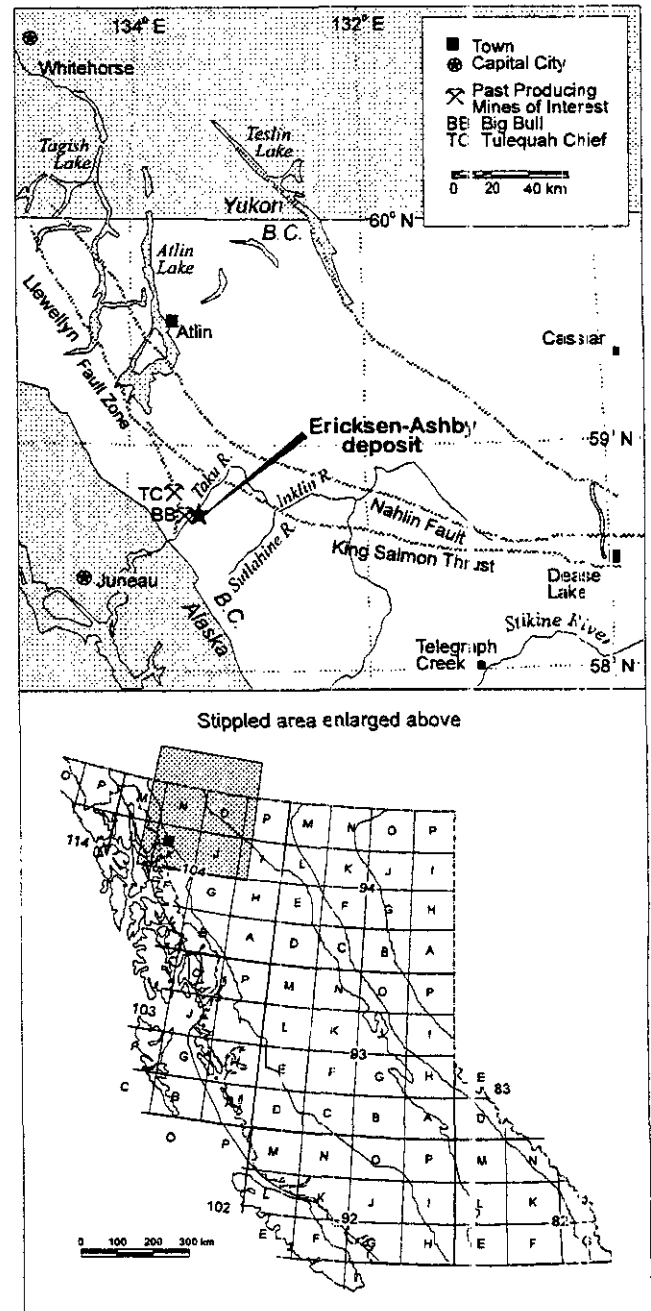 134° E
132° E
Whitehorse
Town
Capital City
Past Producing
Mines of Interest
BB Big Bull
TC Tulequah Chief
0 20 40 km
Tagish
Lake
Teslin
Lake
Yukon
B.C.
60° N
Atlin
Lake
Atlin
Llewellyn Fault Zone
Cassiar
Ericksen-Ashby
deposit
59° N
TC
BB
Taku R.
Inklin R.
Sutlahine R.
Nahlin Fault
King Salmon Thrust
Juneau
Alaska
B.C.
Dease
Lake
Stikine River
Telegraph
Creek
58° N
Stippled area enlarged above
O P M N O P M N O P
114
J I L K J I
104
94
G H E F G H
B A D C B A
O P M N O P
103
J L K J I
93
G E F G H E
83
C B D C B A D
O P M N O P M N
102
L K J I L K J
92
82
E F G H E F G
0 100 200 300 km